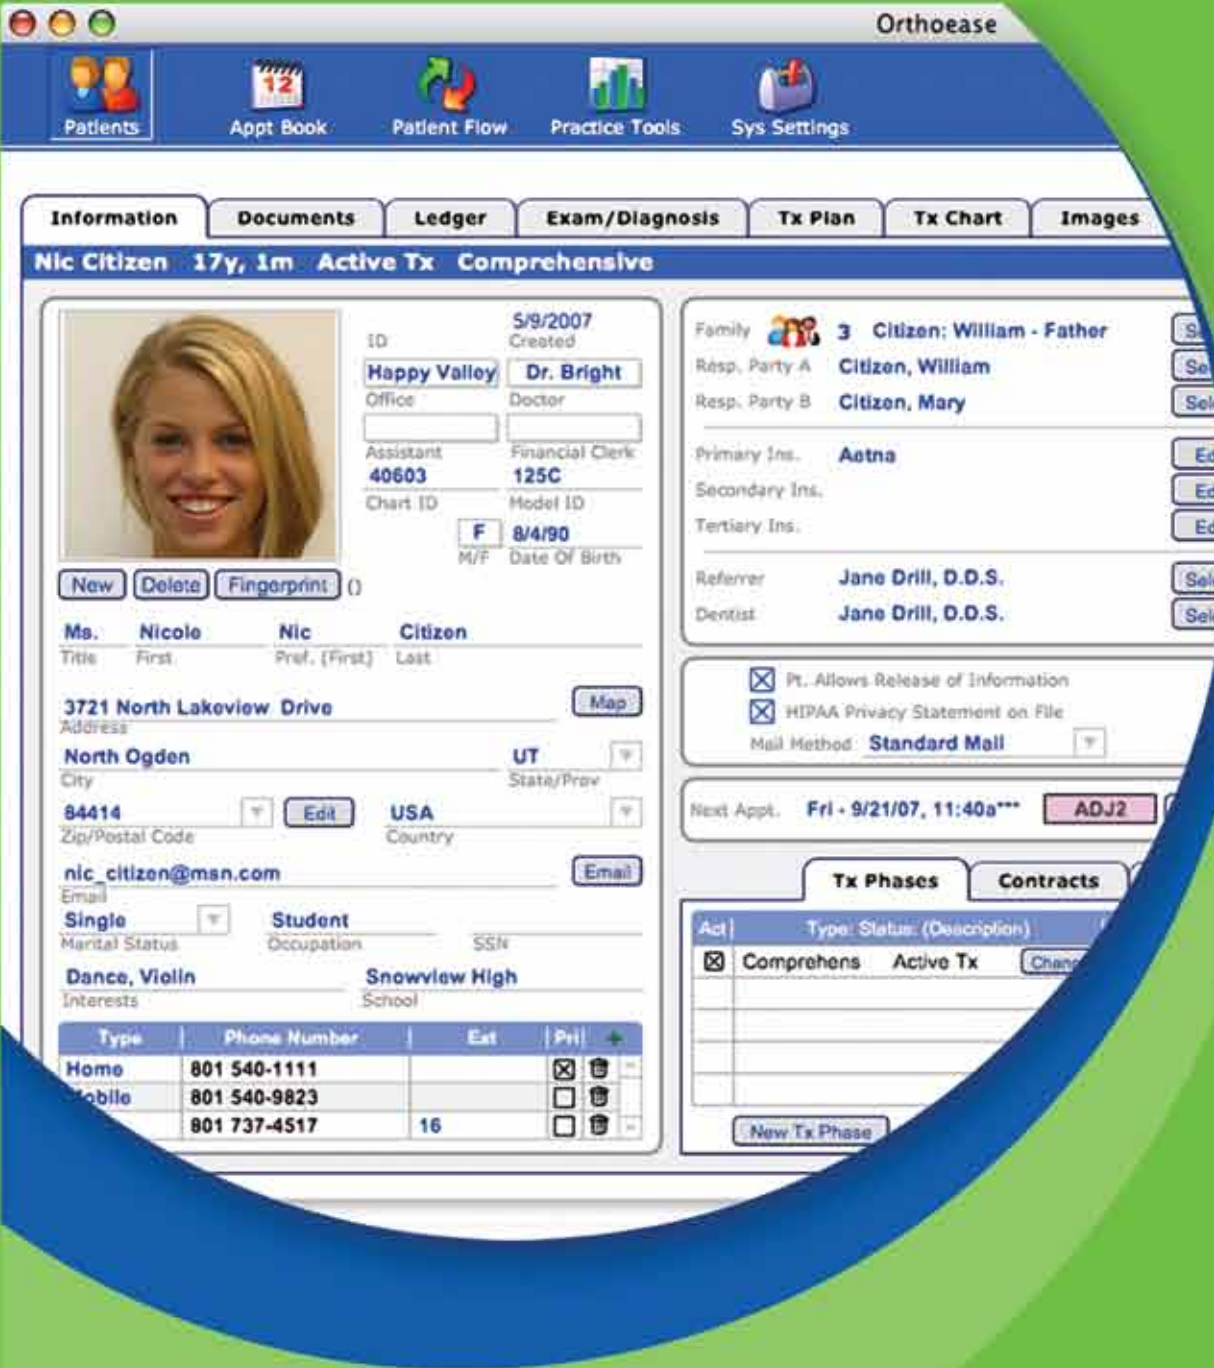 Orthoease
Patients Appt Book Patient Flow Practice Tools Sys Settings
12
Information Documents Ledger Exam/Diagnosis Tx Plan Tx Chart Images
Nic Citizen 17y, 1m Active Tx Comprehensive
5/9/2007
ID Created
Happy Valley Dr. Bright
Office Doctor
Assistant Financial Clerk
40603 125C
Chart ID Model ID
F 8/4/90
M/F Date Of Birth
New Delete Fingerprint ()
Ms. Nicole Nic Citizen
Title First Pref. (First) Last
3721 North Lakeview Drive Map
Address
North Ogden UT
City State/Prov
84414 Edit USA
Zip/Postal Code Country
nic_citizen@msn.com Email
Email
Single Student
Marital Status Occupation SSN
Dance, Violin Snowview High
Interests School
Type Phone Number Ext Pri +
Home 801 540-1111
Mobile 801 540-9823
801 737-4517 16
Family 3 Citizen: William - Father
Resp. Party A Citizen, William
Resp. Party B Citizen, Mary
Primary Ins. Aetna
Secondary Ins.
Tertiary Ins.
Referrer Jane Drill, D.D.S.
Dentist Jane Drill, D.D.S.
Pt. Allows Release of Information
HIPAA Privacy Statement on File
Mail Method Standard Mail
Next Appt. Fri - 9/21/07, 11:40a*** ADJ2
Tx Phases Contracts
Act Type: Status: (Description)
Comprehens Active Tx
New Tx Phase